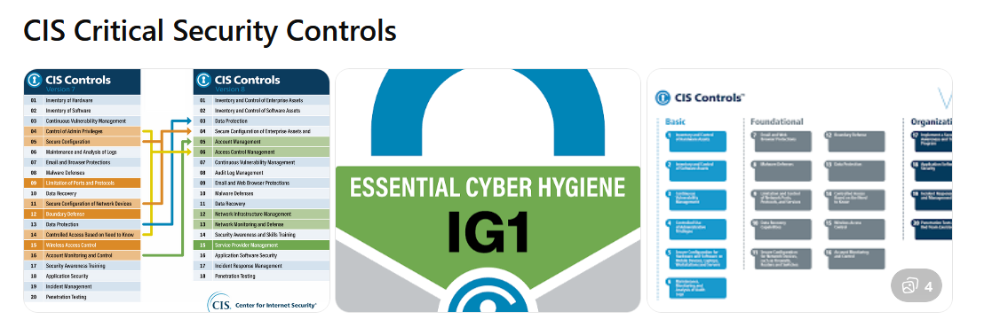 CIS Critical Security Controls
CIS Controls
Version 7
01 Inventory of Hardware
02 Inventory of Software
03 Continuous Vulnerability Management
04 Control of Admin Privileges
05 Secure Configuration
06 Maintenance and Analysis of Logs
07 Email and Browser Protections
08 Malware Defenses
09 Limitation of Ports and Protocols
10 Data Recovery
11 Secure Configuration of Network Devices
12 Boundary Defense
13 Data Protection
14 Controlled Access Based on Need to Know
15 Wireless Access Control
16 Account Monitoring and Control
17 Security Awareness Training
18 Application Security
19 Incident Management
20 Penetration Testing
CIS Controls
Version 8
01 Inventory and Control of Enterprise Assets
02 Inventory and Control of Software Assets
03 Data Protection
04 Secure Configuration of Enterprise Assets and
05 Account Management
06 Access Control Management
07 Continuous Vulnerability Management
08 Audit Log Management
09 Email and Web Browser Protections
10 Malware Defenses
11 Data Recovery
12 Network Infrastructure Management
13 Network Monitoring and Defense
14 Security Awareness and Skills Training
15 Service Provider Management
16 Application Software Security
17 Incident Response Management
18 Penetration Testing
CIS. Center for Internet Security®
ESSENTIAL CYBER HYGIENE
IG1
CIS Controls™
V
Basic
1 Inventory and Control
of Hardware Assets
2 Inventory and Control
of Software Assets
3 Continuous
Vulnerability
Management
4 Controlled Use
of Administrative
Privileges
5 Secure Configuration for
Hardware and Software on
Mobile Devices, Laptops,
Workstations and Servers
6 Maintenance,
Monitoring and
Analysis of Audit
Logs
Foundational
7 Email and Web
Browser Protections
8 Malware Defenses
9 Limitation and Control
of Network Ports,
Protocols, and Services
10 Data Recovery
Capabilities
11 Secure Configuration
for Network Devices,
such as Firewalls,
Routers and Switches
12 Boundary Defense
13 Data Protection
14 Controlled Access
Based on the Need
to Know
15 Wireless Access
Control
16 Account Monitoring
and Control
Organizati
17
18
19
20
4